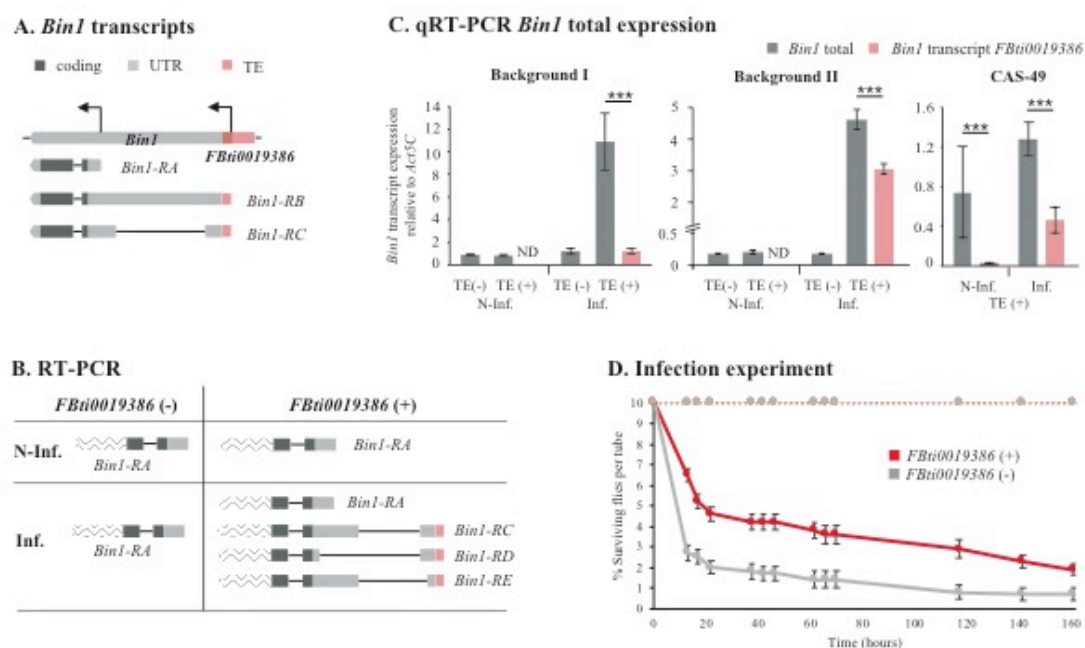 A. Bin1 transcripts
coding UTR TE
Bin1
FBti0019386
Bin1-RA
Bin1-RB
Bin1-RC
C. qRT-PCR Bin1 total expression
Bin1 total Bin1 transcript FBti0019386
Background I Background II CAS-49
Bin1 transcript expression
relative to Act5C
14
12
10
8
6
4
2
0
***
ND
TE(-) TE (+) TE (-) TE (+)
N-Inf. Inf.
5
4
3
2
1
0.5
0
***
ND
TE(-) TE (+) TE (-) TE (+)
N-Inf. Inf.
1.6
1.2
0.8
0.4
0
*** ***
N-Inf. Inf.
TE (+)
B. RT-PCR
FBti0019386 (-) FBti0019386 (+)
N-Inf.
Bin1-RA Bin1-RA
Inf.
Bin1-RA
Bin1-RA
Bin1-RC
Bin1-RD
Bin1-RE
D. Infection experiment
% Surviving flies per tube
10
9
8
7
6
5
4
3
2
1
0
FBti0019386 (+)
FBti0019386 (-)
0 20 40 60 80 100 120 140 160
Time (hours)